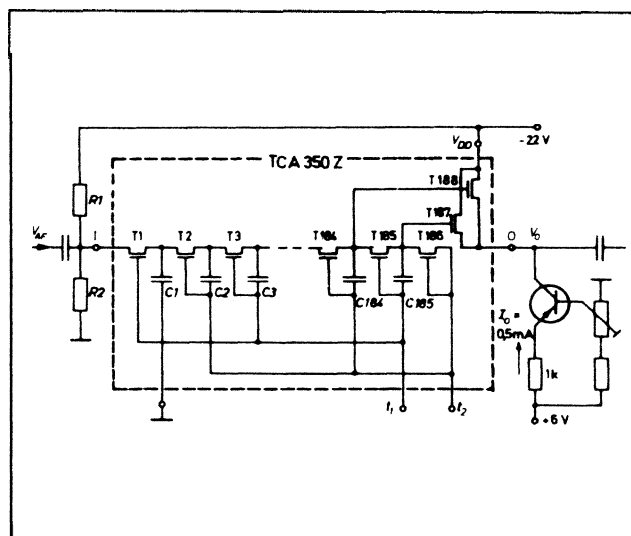 TCA 350 Z
V_DD
-22 V
T188
T187
R1
V_AF
I
T1
T2
T3
T184
T185
T186
O
V_O
C1
C2
C3
C184
C185
R2
I_O =
0,5mA
1k
t₁
t₂
+6 V